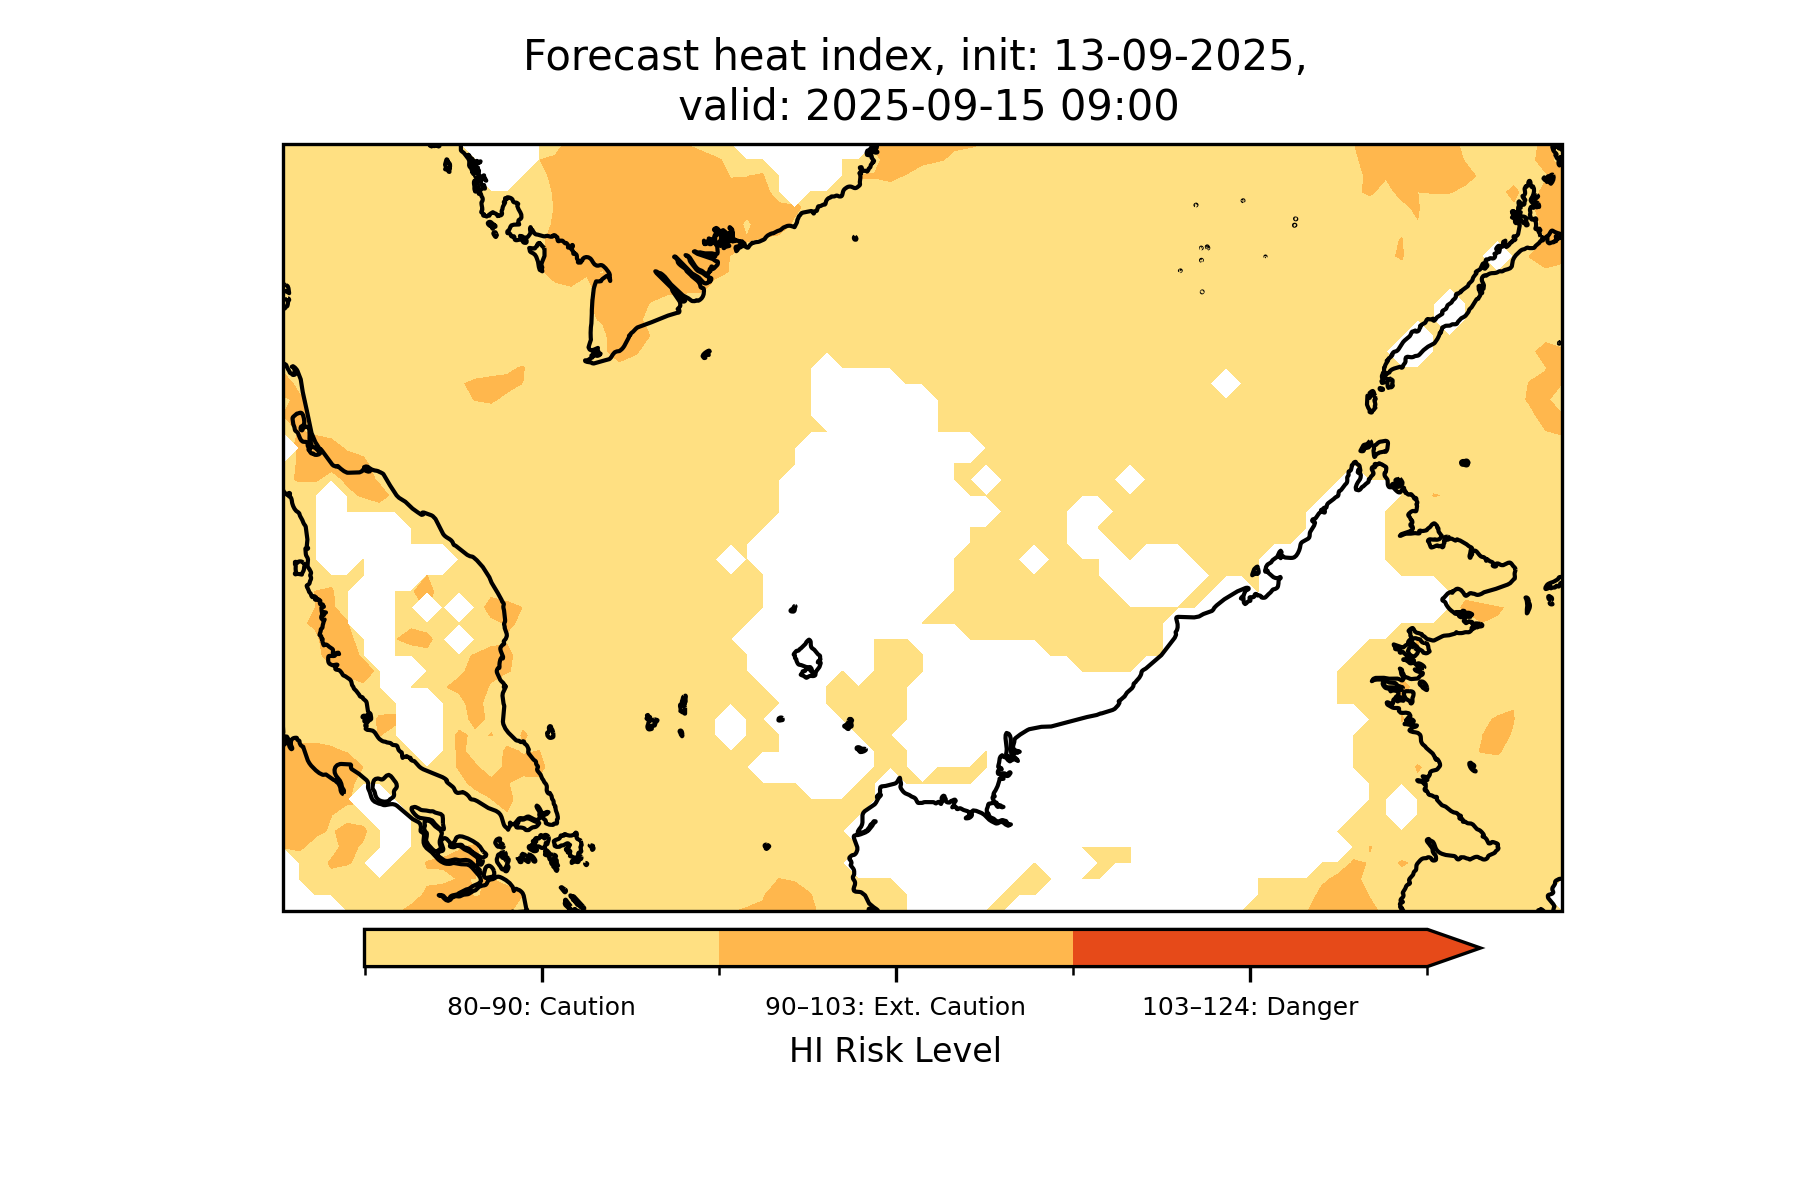 Forecast heat index, init: 13-09-2025,
valid: 2025-09-15 09:00
80–90: Caution
90–103: Ext. Caution
103–124: Danger
HI Risk Level